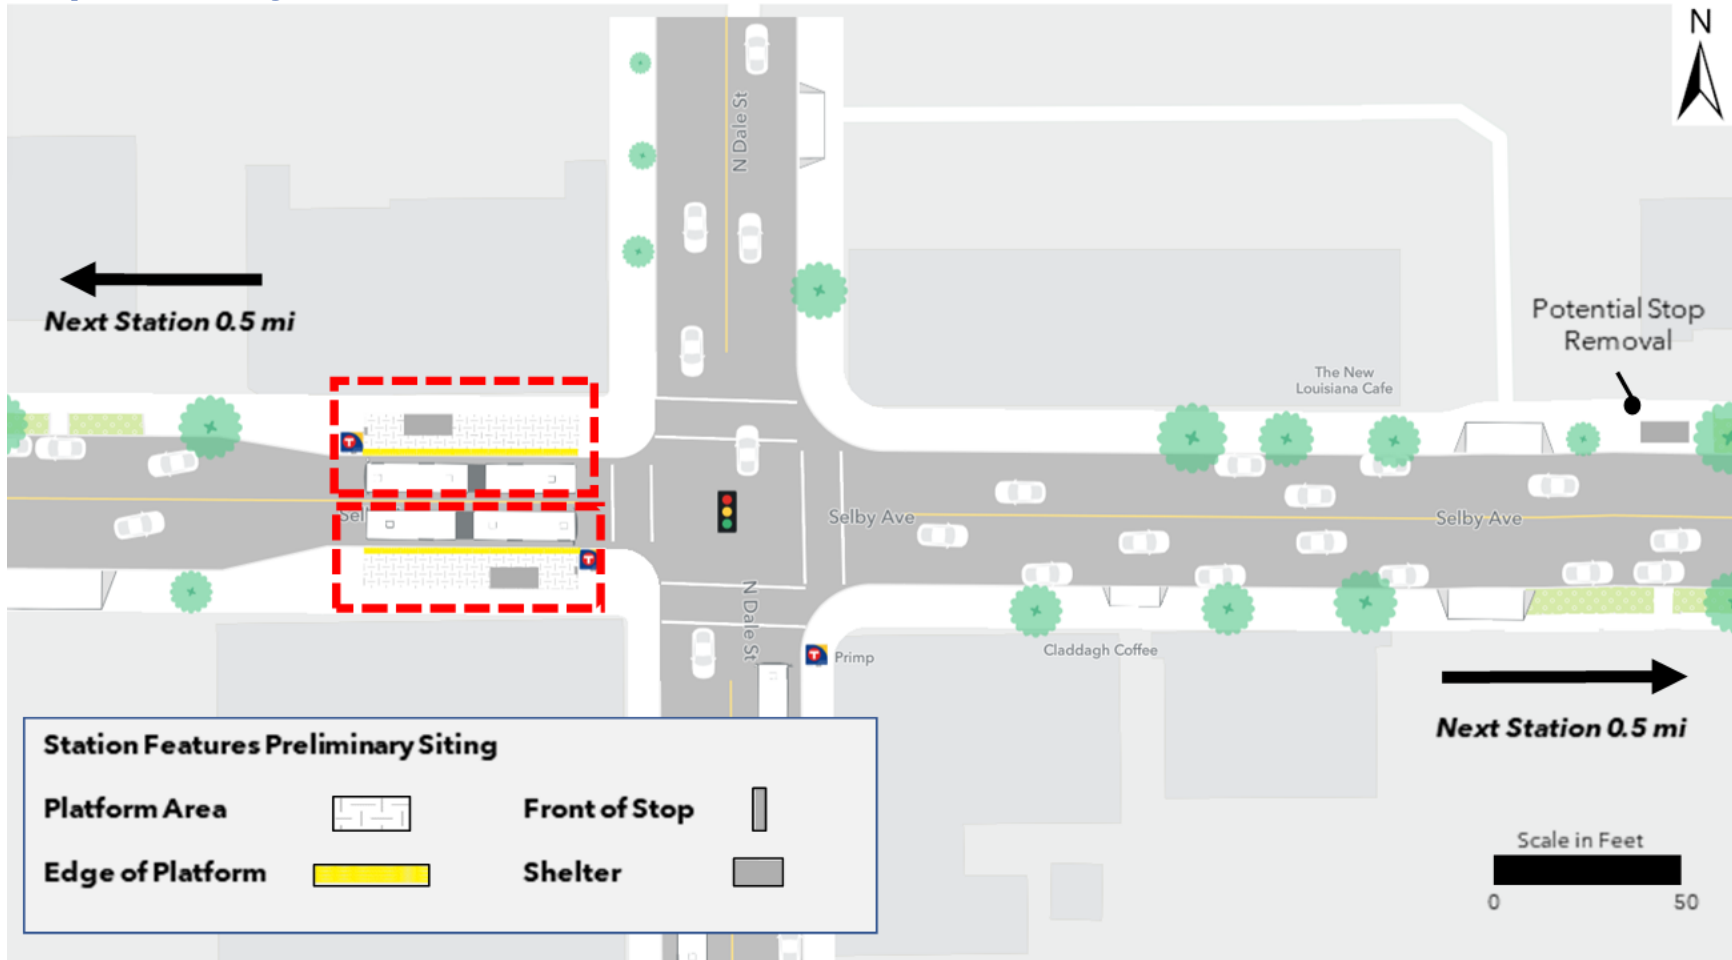 N
N Dale St
Next Station 0.5 mi
Potential Stop
Removal
The New
Louisiana Cafe
T
Sel
Selby Ave
Selby Ave
T
N Dale St
T
Primp
Claddagh Coffee
Next Station 0.5 mi
Station Features Preliminary Siting
Platform Area
Front of Stop
Edge of Platform
Shelter
Scale in Feet
0
50